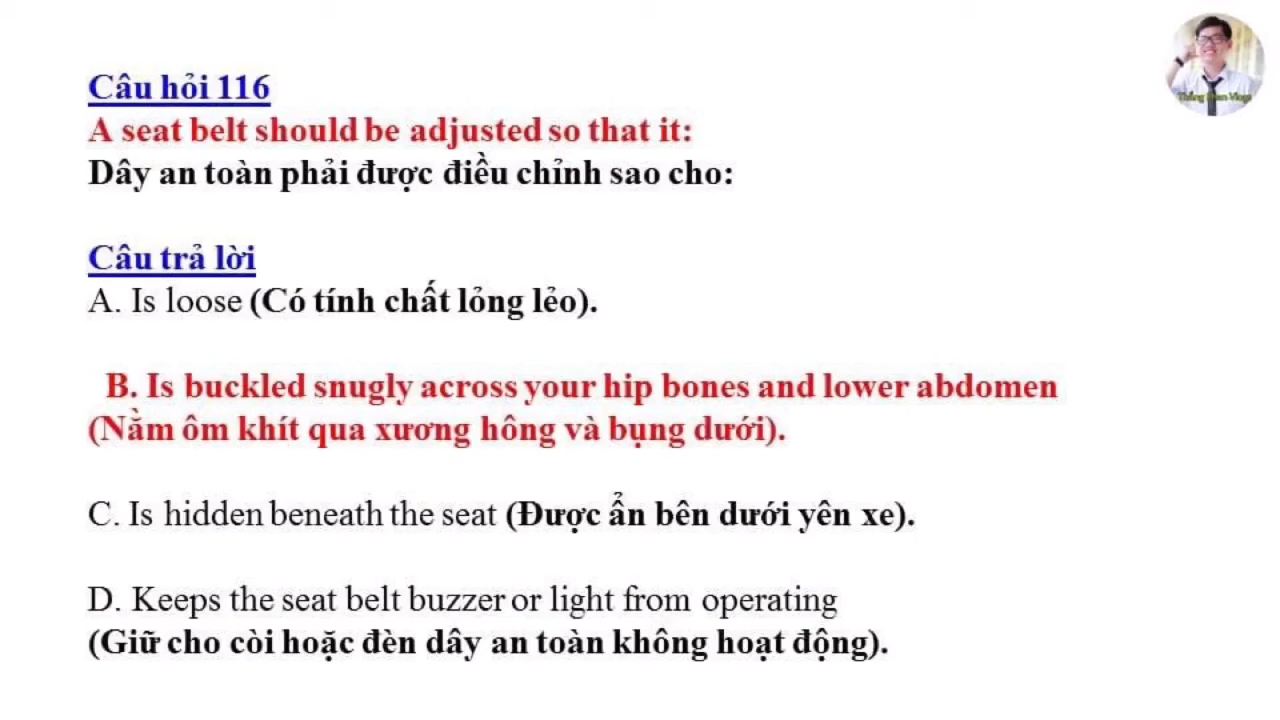 Câu hỏi 116
A seat belt should be adjusted so that it:
Dây an toàn phải được điều chỉnh sao cho:
Câu trả lời
A. Is loose (Có tính chất lỏng lẻo).
B. Is buckled snugly across your hip bones and lower abdomen
(Nằm ôm khít qua xương hông và bụng dưới).
C. Is hidden beneath the seat (Được ẩn bên dưới yên xe).
D. Keeps the seat belt buzzer or light from operating
(Giữ cho còi hoặc đèn dây an toàn không hoạt động).